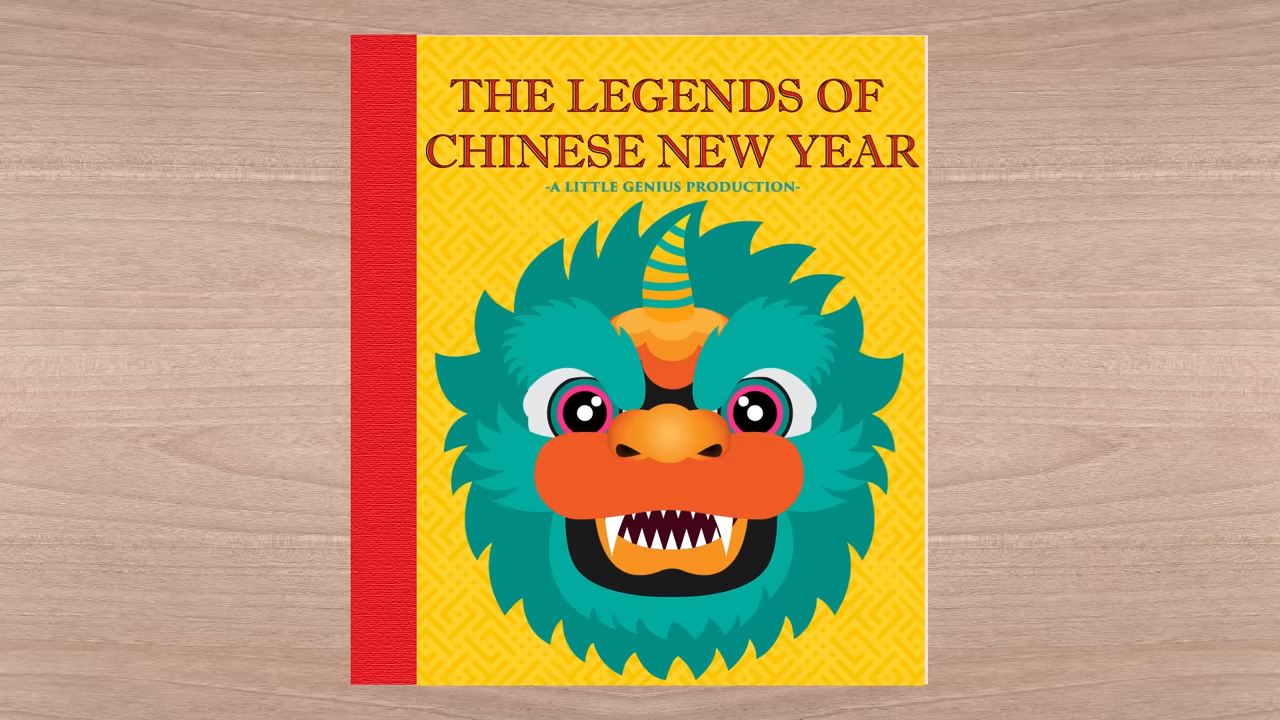 THE LEGENDS OF
CHINESE NEW YEAR
-A LITTLE GENIUS PRODUCTION-